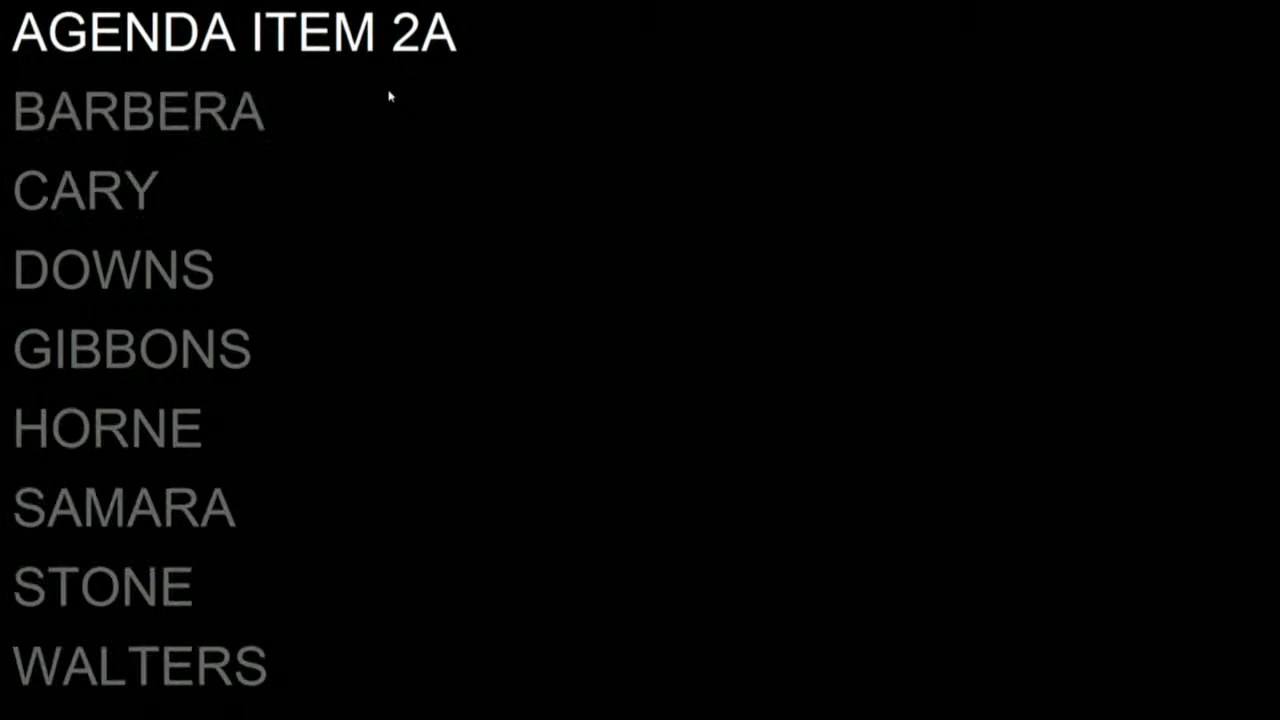 AGENDA ITEM 2A
BARBERA
CARY
DOWNS
GIBBONS
HORNE
SAMARA
STONE
WALTERS